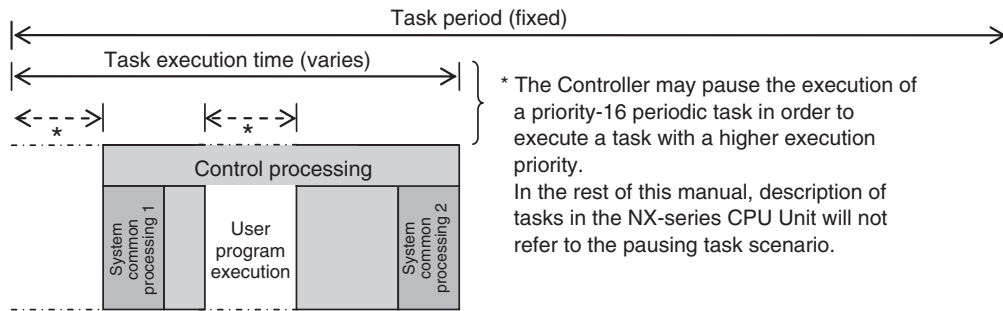 Task period (fixed)
Task execution time (varies)
* The Controller may pause the execution of
a priority-16 periodic task in order to
execute a task with a higher execution
priority.
In the rest of this manual, description of
tasks in the NX-series CPU Unit will not
refer to the pausing task scenario.
*
*
Control processing
System
common
processing 1
User
program
execution
System
common
processing 2